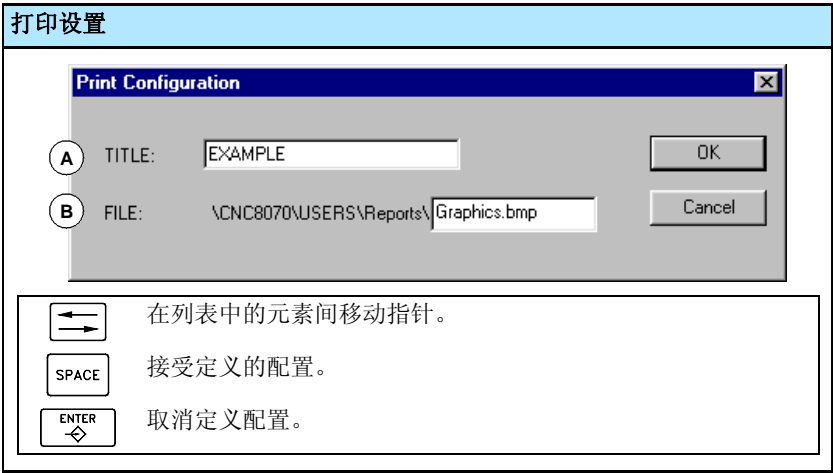 打印设置
Print Configuration
A TITLE: EXAMPLE OK
B FILE: \CNC8070\USERS\Reports\ Graphics.bmp Cancel
在列表中的元素间移动指针。
SPACE 接受定义的配置。
ENTER 取消定义配置。